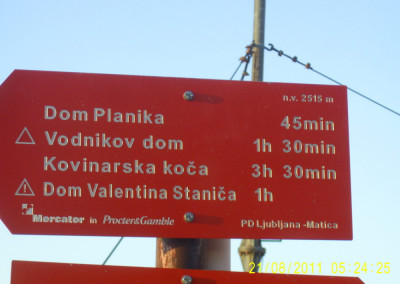 n.v. 2515 m
Dom Planika 45min
Vodnikov dom 1h 30min
Kovinarska koča 3h 30min
Dom Valentina Staniča 1h
Mercator in Procter&Gamble
PD Ljubljana -Matica
21/08/2011 05:24:25